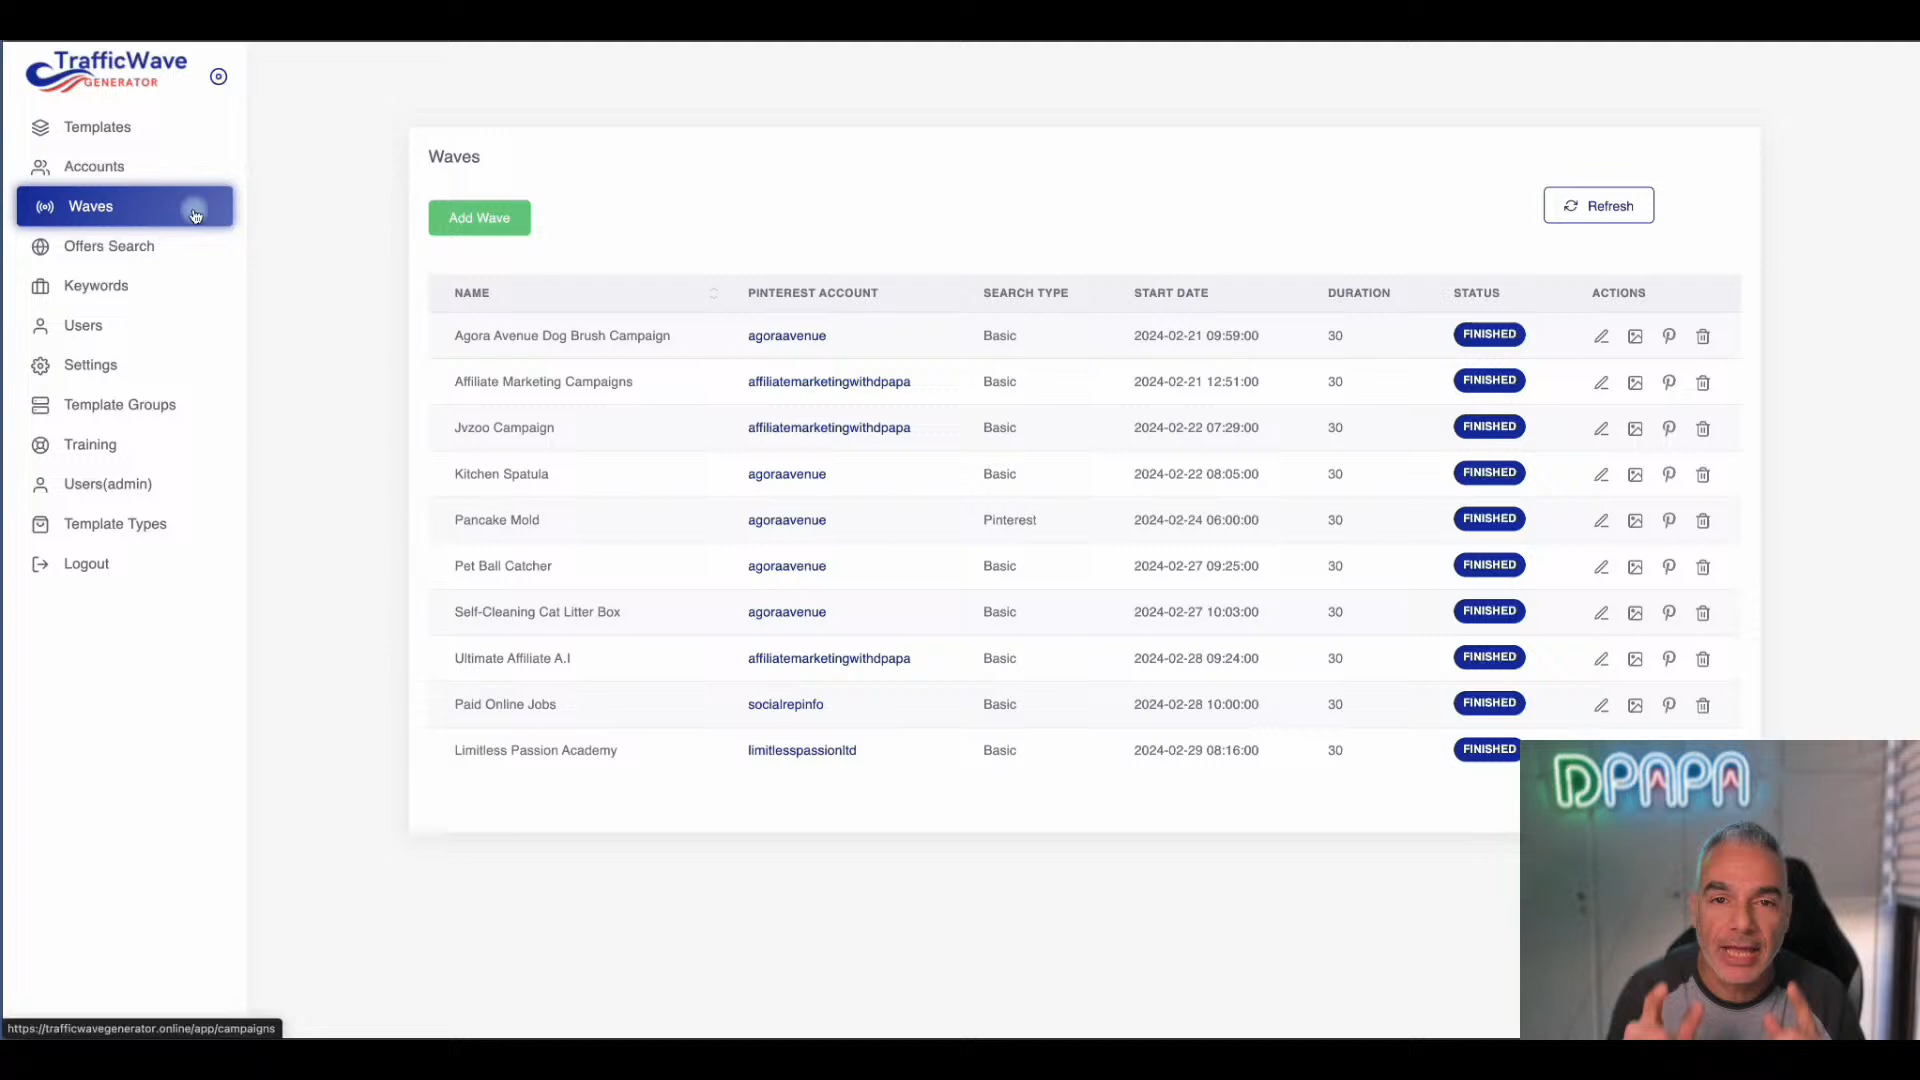 TrafficWave
GENERATOR
Templates
Accounts
Waves
Offers Search
Keywords
Users
Settings
Template Groups
Training
Users(admin)
Template Types
Logout
Waves
Add Wave
Refresh
NAME PINTEREST ACCOUNT SEARCH TYPE START DATE DURATION STATUS ACTIONS
Agora Avenue Dog Brush Campaign agoraavenue Basic 2024-02-21 09:59:00 30 FINISHED
Affiliate Marketing Campaigns affiliatemarketingwithdpapa Basic 2024-02-21 12:51:00 30 FINISHED
Jvzoo Campaign affiliatemarketingwithdpapa Basic 2024-02-22 07:29:00 30 FINISHED
Kitchen Spatula agoraavenue Basic 2024-02-22 08:05:00 30 FINISHED
Pancake Mold agoraavenue Pinterest 2024-02-24 06:00:00 30 FINISHED
Pet Ball Catcher agoraavenue Basic 2024-02-27 09:25:00 30 FINISHED
Self-Cleaning Cat Litter Box agoraavenue Basic 2024-02-27 10:03:00 30 FINISHED
Ultimate Affiliate A.I affiliatemarketingwithdpapa Basic 2024-02-28 09:24:00 30 FINISHED
Paid Online Jobs socialrepinfo Basic 2024-02-28 10:00:00 30 FINISHED
Limitless Passion Academy limitlesspassionltd Basic 2024-02-29 08:16:00 30 FINISHED
DPAPA
https://trafficwavegenerator.online/app/campaigns